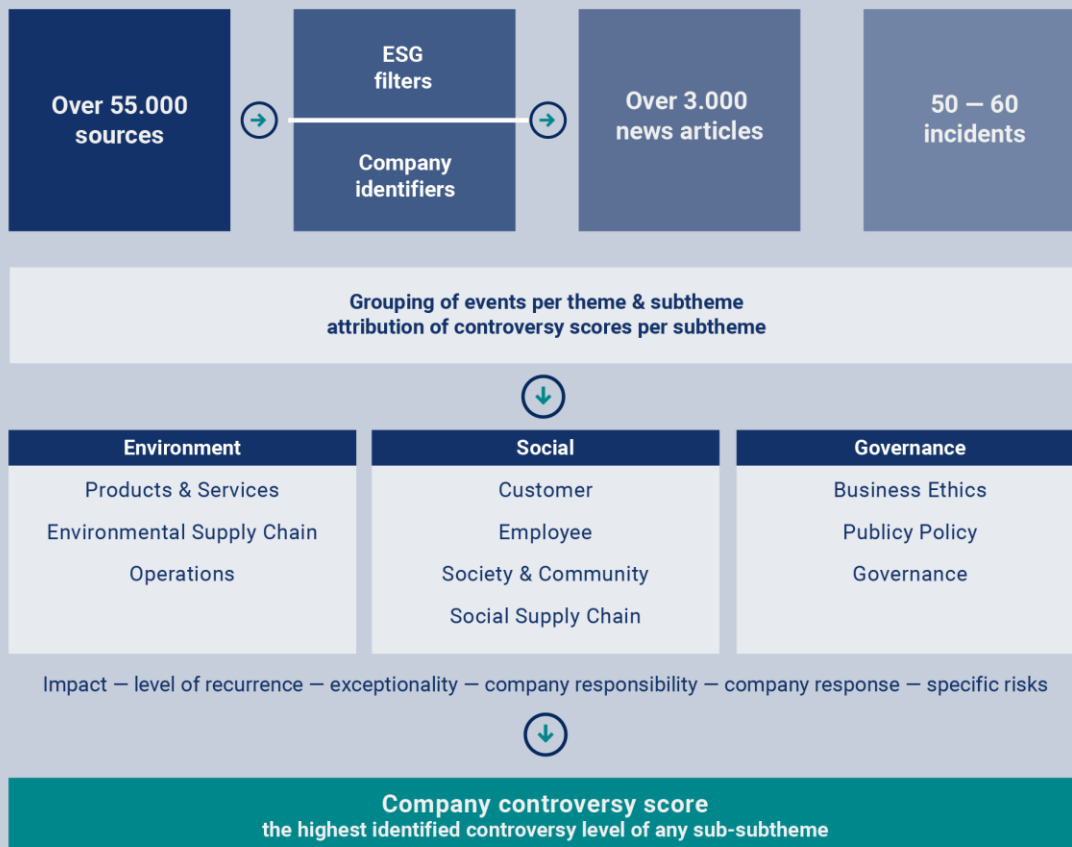 Over 55.000
sources
ESG
filters
Company
identifiers
Over 3.000
news articles
50 — 60
incidents
Grouping of events per theme & subtheme
attribution of controversy scores per subtheme
Environment
Products & Services
Environmental Supply Chain
Operations
Social
Customer
Employee
Society & Community
Social Supply Chain
Governance
Business Ethics
Publicy Policy
Governance
Impact — level of recurrence — exceptionality — company responsibility — company response — specific risks
Company controversy score
the highest identified controversy level of any sub-subtheme